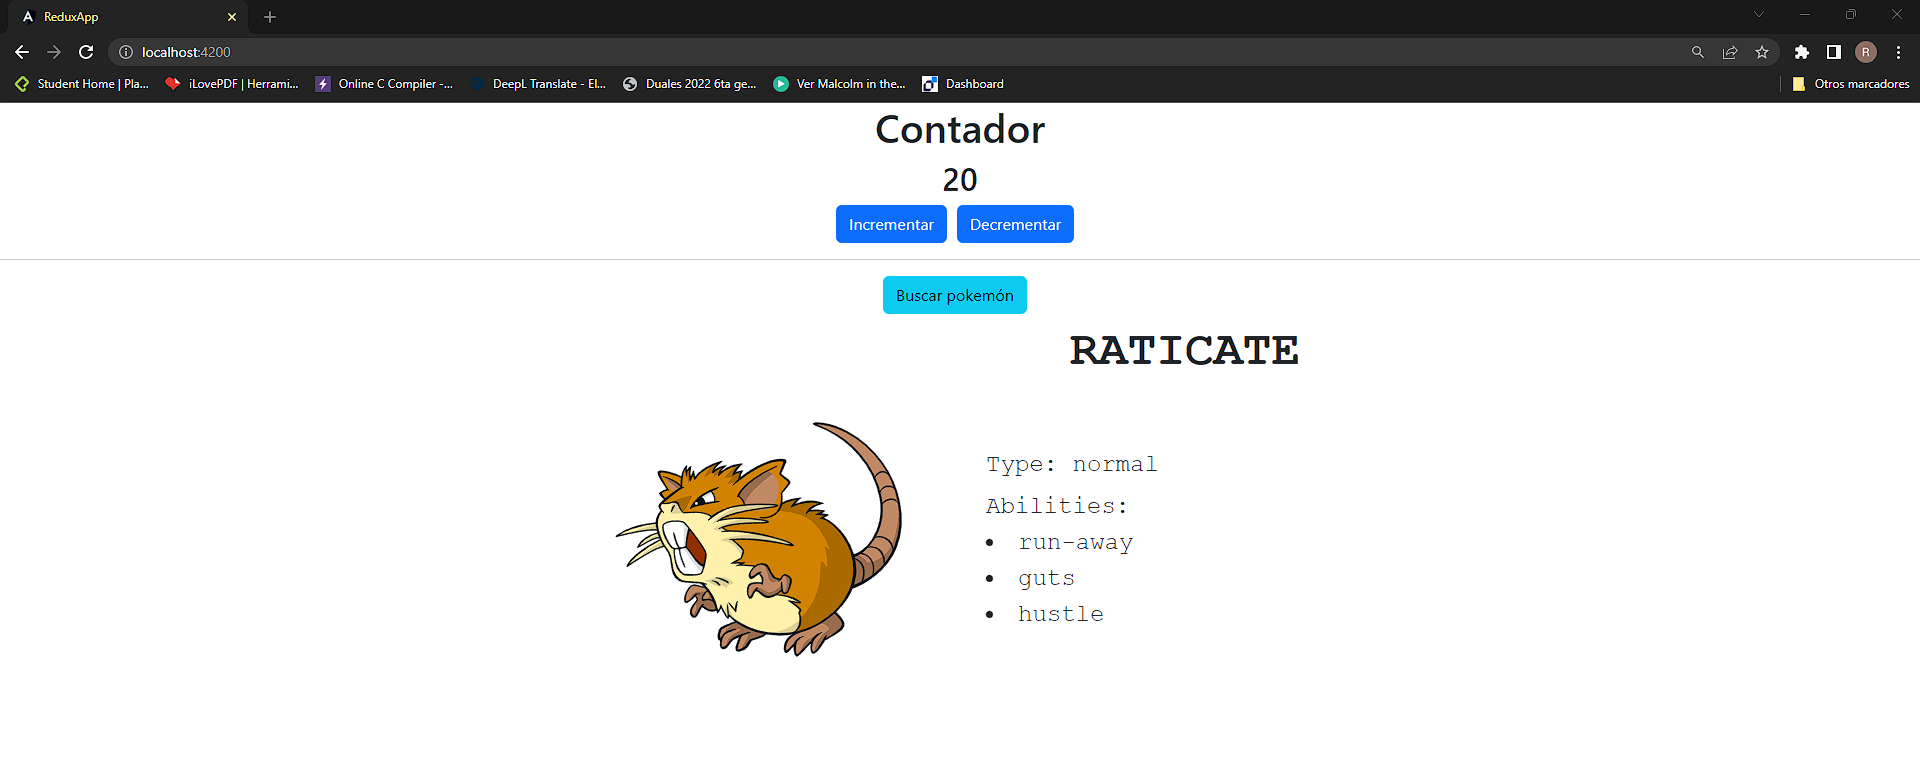 ReduxApp
localhost:4200
Student Home | Pla... iLovePDF | Herrami... Online C Compiler -... DeepL Translate - El... Duales 2022 6ta ge... Ver Malcolm in the... Dashboard Otros marcadores
R
Contador
20
Incrementar Decrementar
Buscar pokemón
RATICATE
Type: normal
Abilities:
• run-away
• guts
• hustle